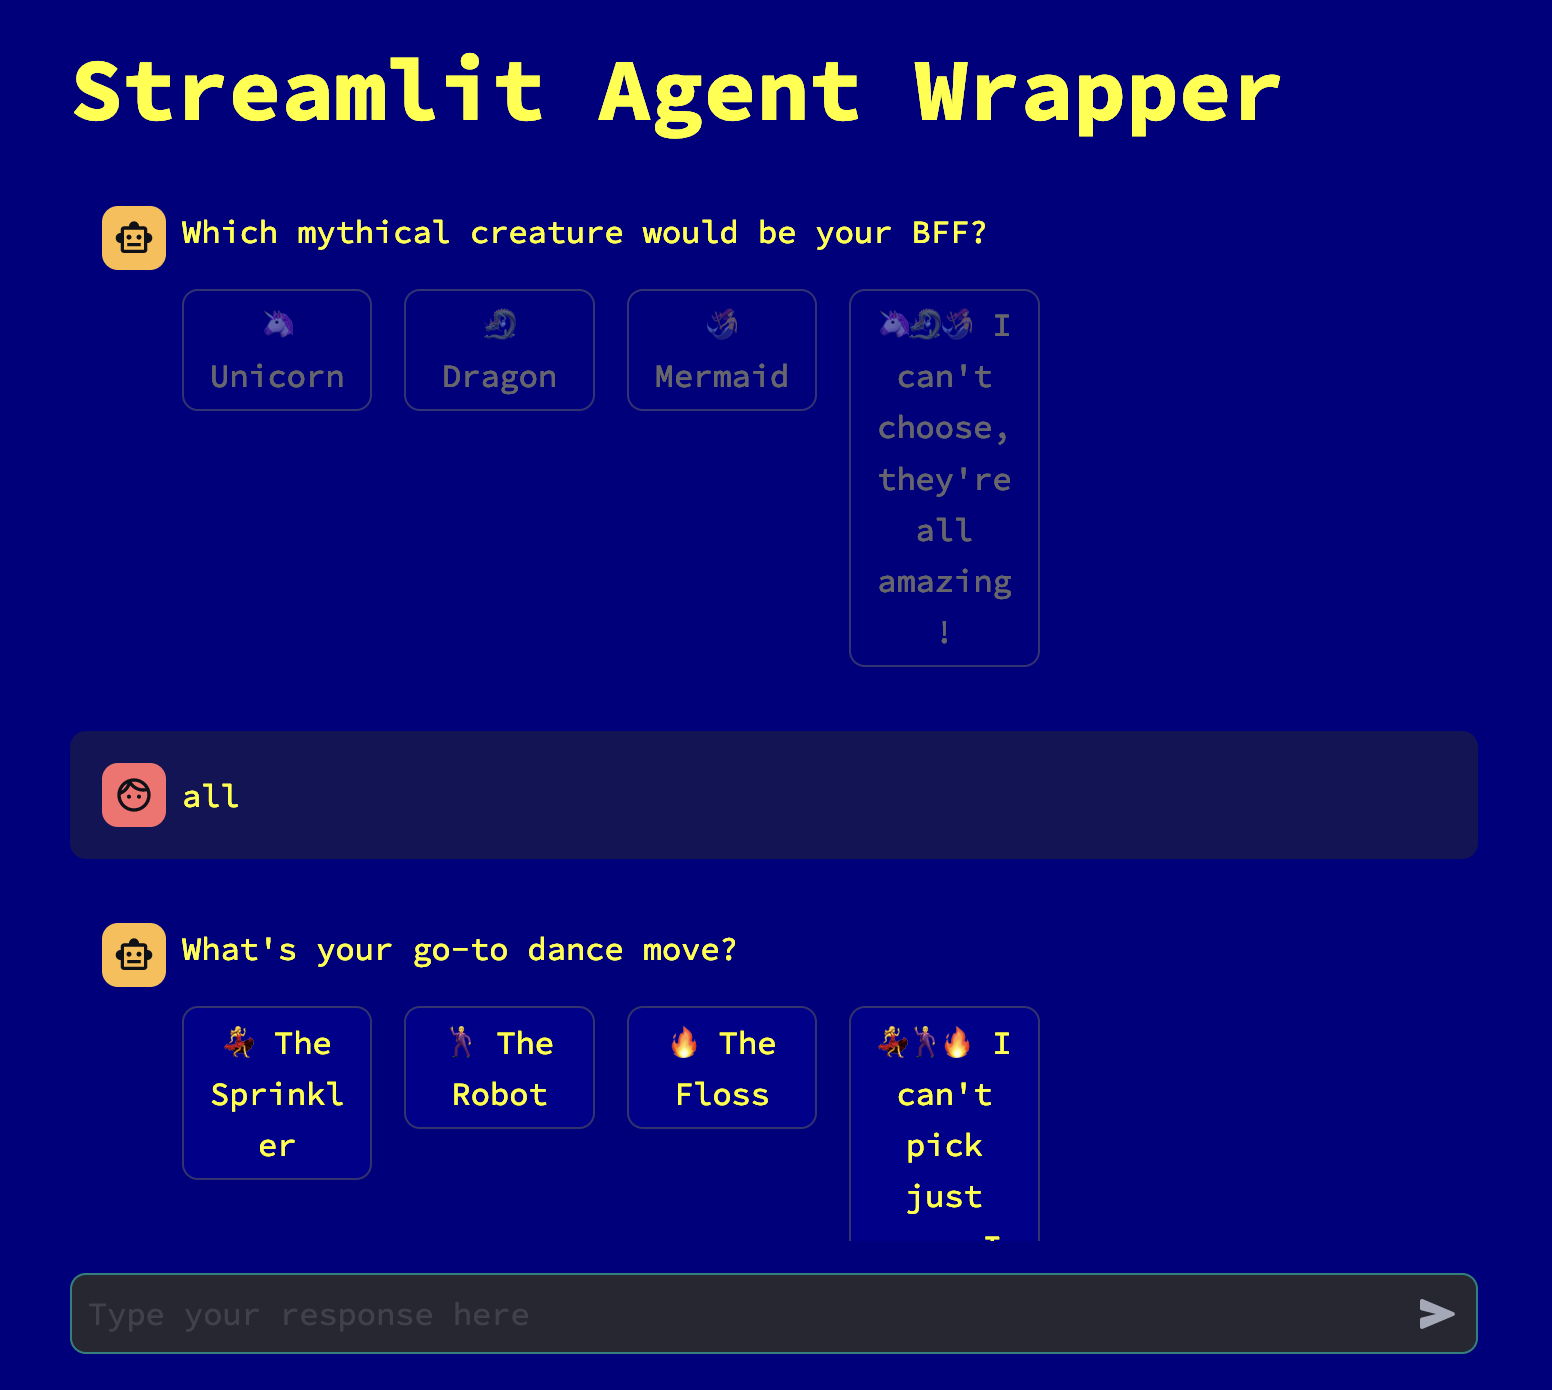 Streamlit Agent Wrapper
Which mythical creature would be your BFF?
🦄
Unicorn
🐉
Dragon
🧜‍♀️
Mermaid
🦄🐉🧜‍♀️ I
can't
choose,
they're
all
amazing
!
all
What's your go-to dance move?
💃 The
Sprinkl
er
🕺 The
Robot
🔥 The
Floss
💃🕺🔥 I
can't
pick
just
Type your response here